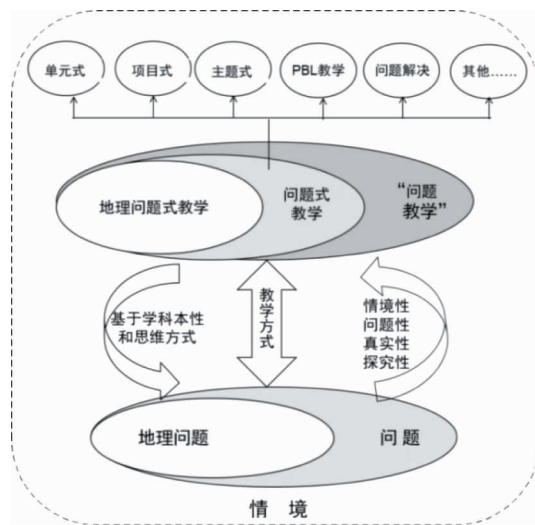 单元式
项目式
主题式
PBL教学
问题解决
其他……
地理问题式教学
问题式
教学
“问题
教学”
基于学科本性
和思维方式
教学方式
情境性
问题性
真实性
探究性
地理问题
问题
情境